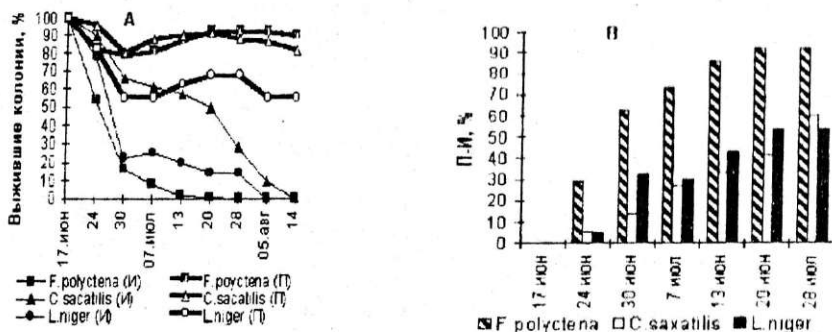 А
Выжившие колонии, %
100
90
80
70
60
50
40
30
20
10
0
17.июн
24
30
07.июл
13
20
28
05.авг
14
F.polyctena (И)
C.sacatilis (И)
L.niger (И)
F.poyctena (П)
C.sacatilis (П)
L.niger (П)
В
П-И, %
100
90
80
70
60
50
40
30
20
10
0
17 июн
24 июн
30 июн
7 июл
13 июн
20 июн
28 июл
F polyctena C. saxatilis L. niger